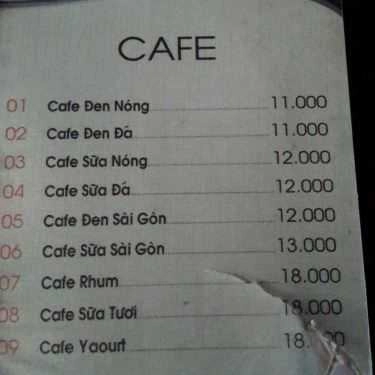 CAFE
01 Cafe Đen Nóng 11.000
02 Cafe Đen Đá 11.000
03 Cafe Sữa Nóng 12.000
04 Cafe Sữa Đá 12.000
05 Cafe Đen Sài Gòn 12.000
06 Cafe Sữa Sài Gòn 13.000
07 Cafe Rhum 18.000
08 Cafe Sữa Tươi 18.000
09 Cafe Yaourt